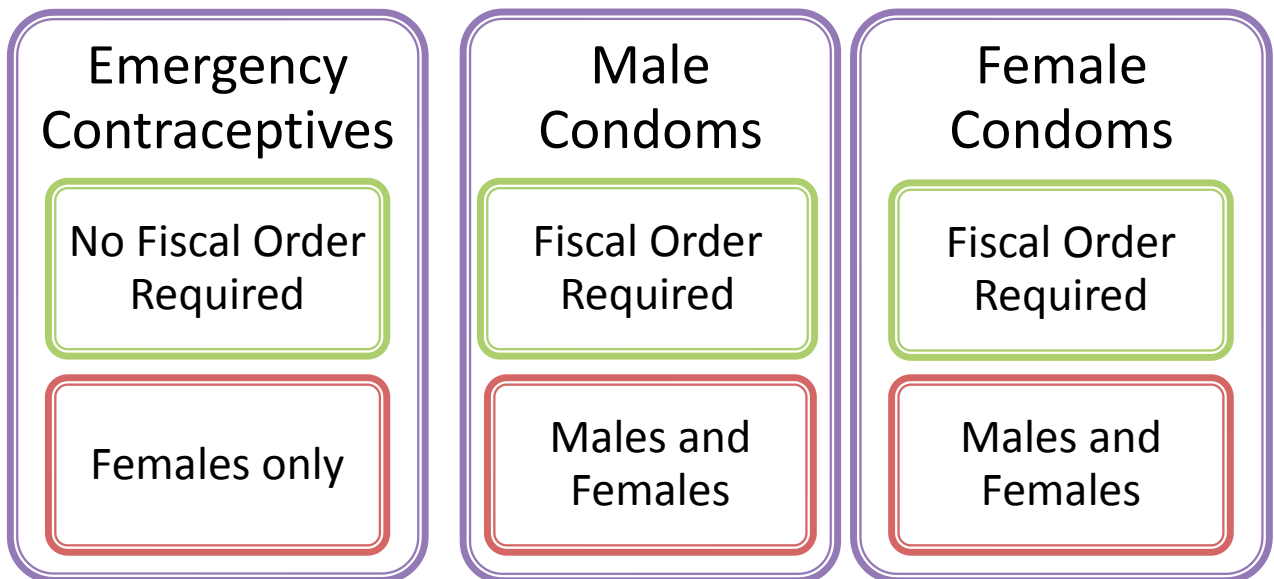 Emergency
Contraceptives
No Fiscal Order
Required
Females only
Male
Condoms
Fiscal Order
Required
Males and
Females
Female
Condoms
Fiscal Order
Required
Males and
Females